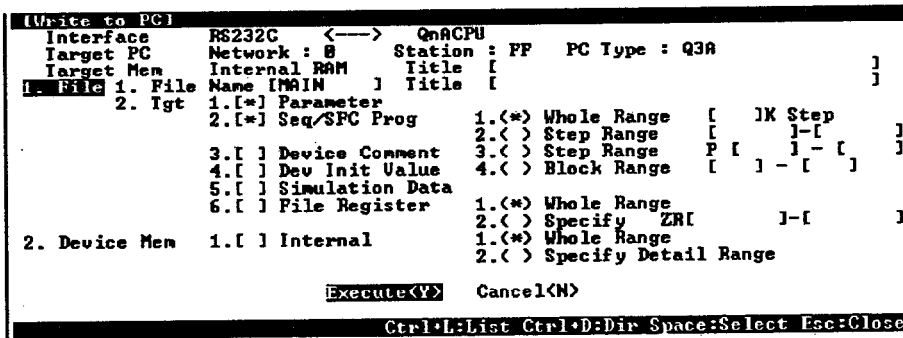 [Write to PC]
Interface RS232C <---> QnACPU
Target PC Network : 0 Station : FF PC Type : Q3A
Target Mem Internal RAM Title [ ]
1. File 1. File Name [MAIN ] Title [ ]
2. Tgt 1.[*] Parameter
2.[*] Seq/SFC Prog 1.(*) Whole Range [ ]K Step
2.( ) Step Range [ ]-[ ]
3.[ ] Device Comment 3.( ) Step Range P [ ] - [ ]
4.[ ] Dev Init Value 4.( ) Block Range [ ] - [ ]
5.[ ] Simulation Data
6.[ ] File Register 1.(*) Whole Range
2.( ) Specify ZR[ ]-[ ]
2. Device Mem 1.[ ] Internal 1.(*) Whole Range
2.( ) Specify Detail Range
Execute<Y> Cancel<N>
Ctrl+L:List Ctrl+D:Dir Space:Select Esc:Close